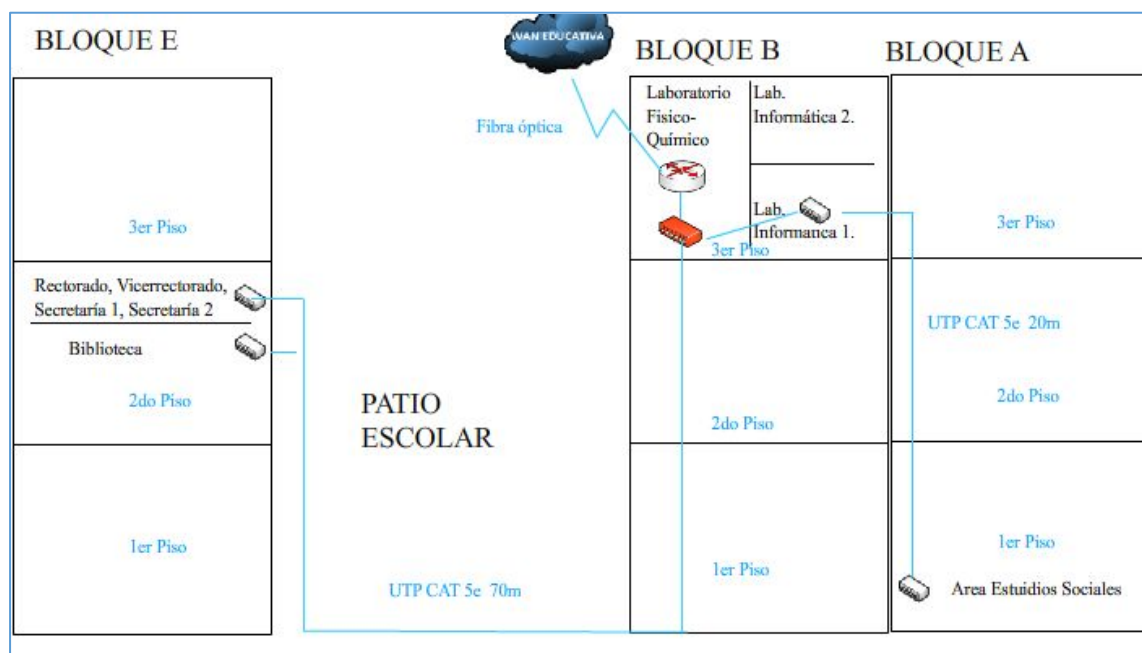 BLOQUE E
WAN EDUCATIVA
BLOQUE B
BLOQUE A
Fibra óptica
Laboratorio
Fisico-
Químico
Lab.
Informática 2.
Lab.
Informanca 1.
3er Piso
3er Piso
3er Piso
Rectorado, Vicerrectorado,
Secretaría 1, Secretaría 2
Biblioteca
2do Piso
PATIO
ESCOLAR
2do Piso
UTP CAT 5e 20m
2do Piso
1er Piso
UTP CAT 5e 70m
1er Piso
1er Piso
Area Estuidios Sociales